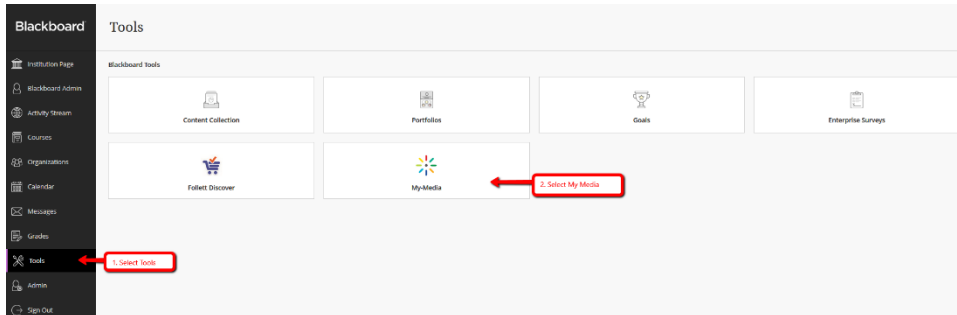 Blackboard
Tools
Institution Page
Blackboard Admin
Activity Stream
Courses
Organizations
Calendar
Messages
Grades
Tools
Admin
Sign Out
Blackboard Tools
Content Collection
Portfolios
Goals
Enterprise Surveys
Follett Discover
My-Media
2. Select My Media
1. Select Tools